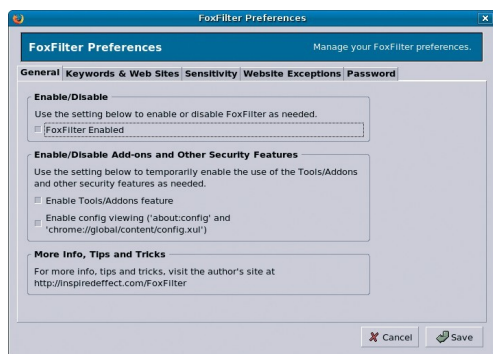 FoxFilter Preferences
FoxFilter Preferences
Manage your FoxFilter preferences.
General Keywords & Web Sites Sensitivity Website Exceptions Password
Enable/Disable
Use the setting below to enable or disable FoxFilter as needed.
FoxFilter Enabled
Enable/Disable Add-ons and Other Security Features
Use the setting below to temporarily enable the use of the Tools/Addons
and other security features as needed.
Enable Tools/Addons feature
Enable config viewing ('about:config' and
'chrome://global/content/config.xul')
More Info, Tips and Tricks
For more info, tips and tricks, visit the author's site at
http://inspiredeffect.com/FoxFilter
Cancel
Save